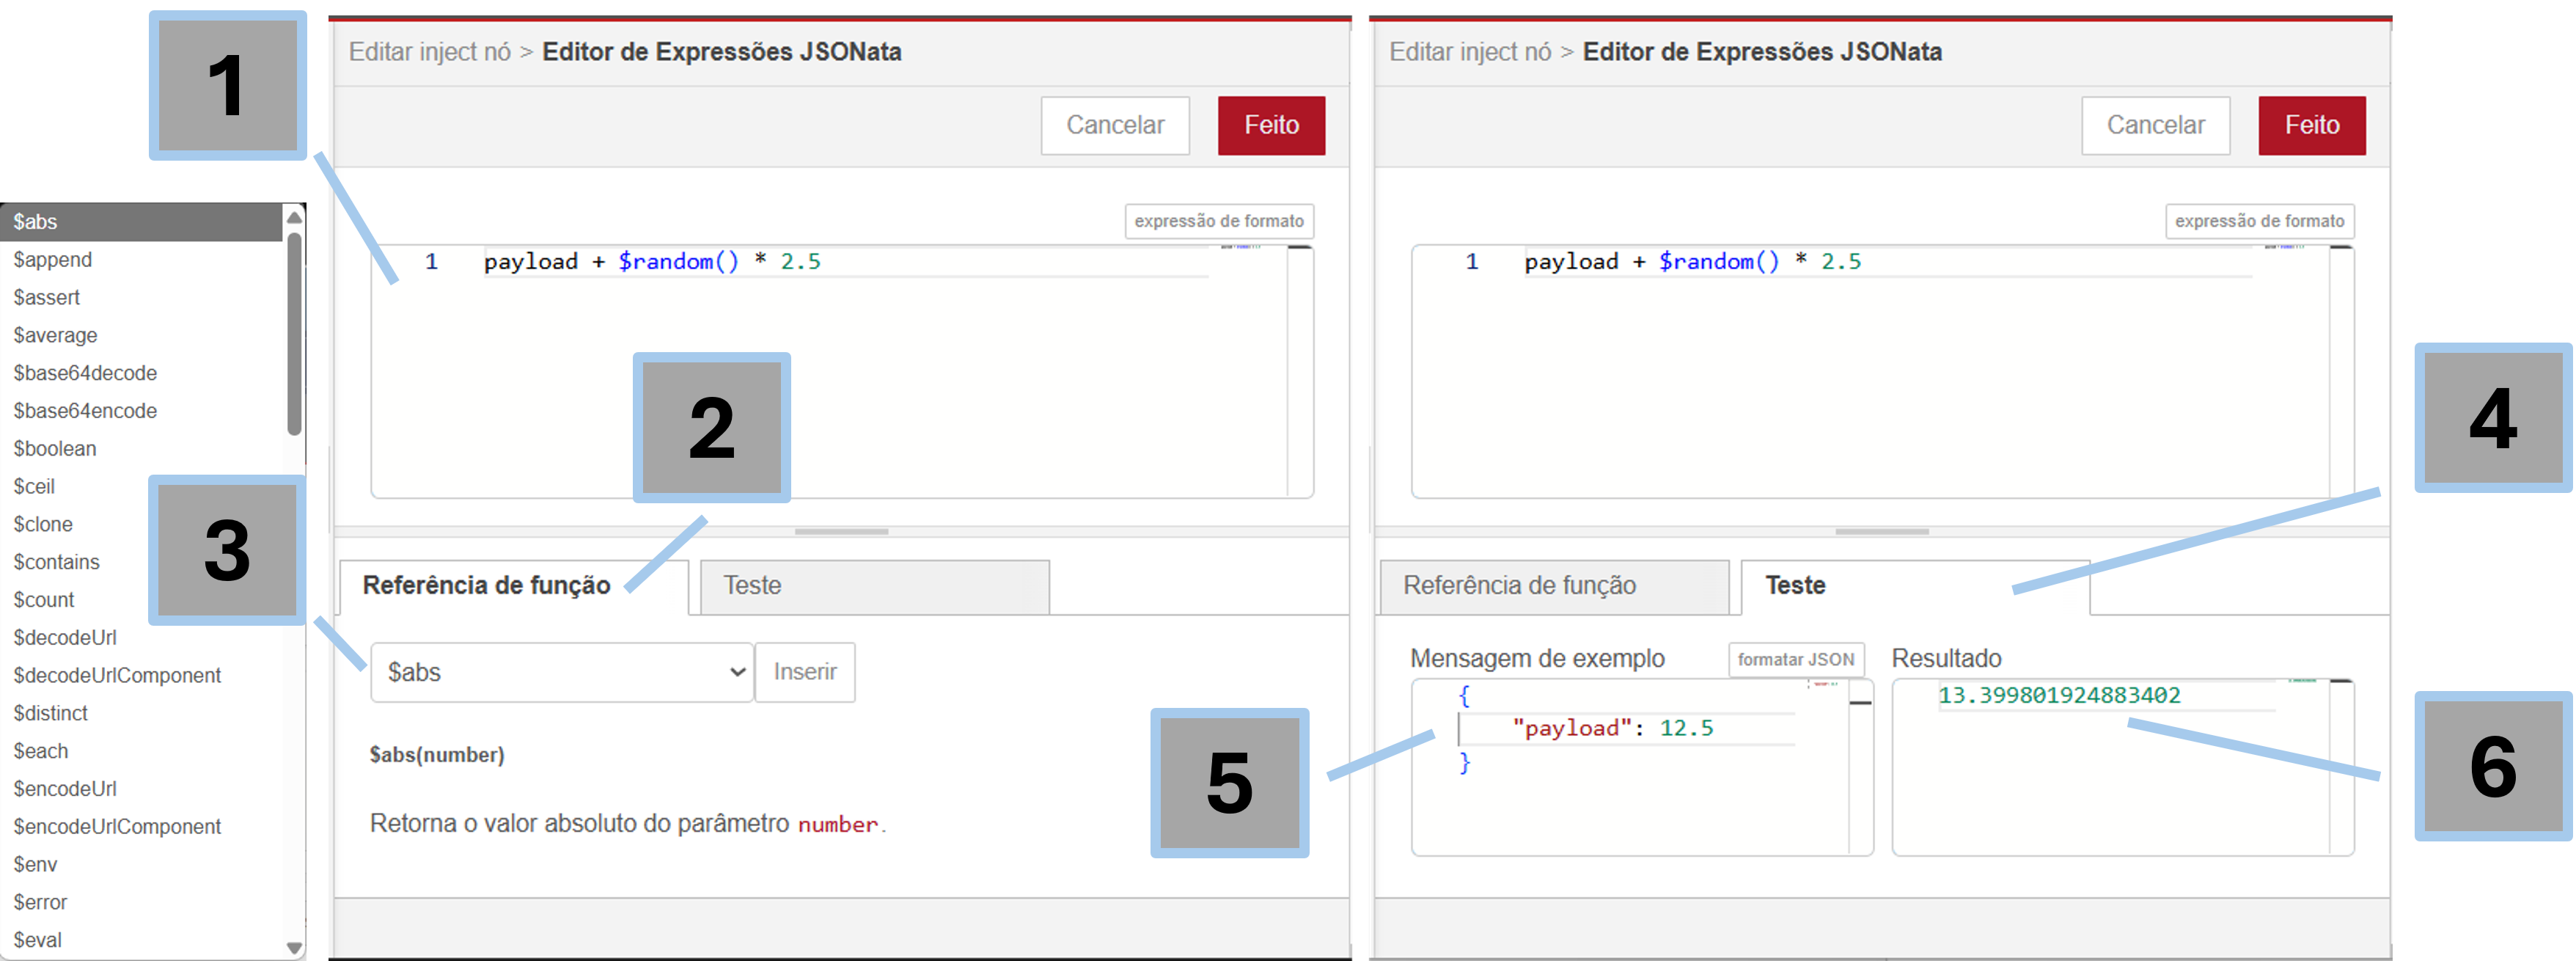 1
$abs
$append
$assert
$average
$base64decode
$base64encode
$boolean
$ceil
$clone
$contains
$count
$decodeUrl
$decodeUrlComponent
$distinct
$each
$encodeUrl
$encodeUrlComponent
$env
$error
$eval
3
Editar inject nó > Editor de Expressões JSONata
Cancelar Feito
expressão de formato
1 payload + $random() * 2.5
2
Referência de função Teste
$abs Inserir
$abs(number)
Retorna o valor absoluto do parâmetro number.
Editar inject nó > Editor de Expressões JSONata
Cancelar Feito
expressão de formato
1 payload + $random() * 2.5
4
Referência de função Teste
Mensagem de exemplo formatar JSON Resultado
{
"payload": 12.5
}
13.399801924883402
5
6